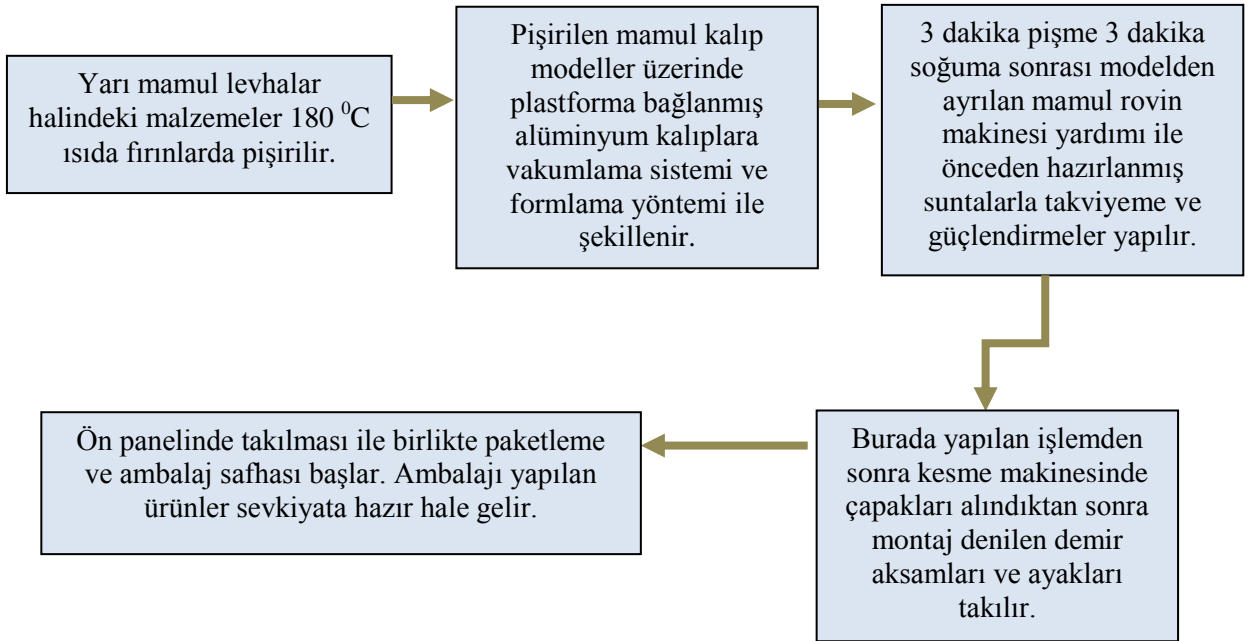 Yarı mamul levhalar
halindeki malzemeler 180 ⁰C
ısıda fırınlarda pişirilir.
Pişirilen mamul kalıp
modeller üzerinde
plastforma bağlanmış
alüminyum kalıplara
vakumlama sistemi ve
formlama yöntemi ile
şekillenir.
3 dakika pişme 3 dakika
soğuma sonrası modelden
ayrılan mamul rovin
makinesi yardımı ile
önceden hazırlanmış
suntalarla takviyeme ve
güçlendirmeler yapılır.
Burada yapılan işlemden
sonra kesme makinesinde
çapakları alındıktan sonra
montaj denilen demir
aksamları ve ayakları
takılır.
Ön panelinde takılması ile birlikte paketleme
ve ambalaj safhası başlar. Ambalajı yapılan
ürünler sevkiyata hazır hale gelir.